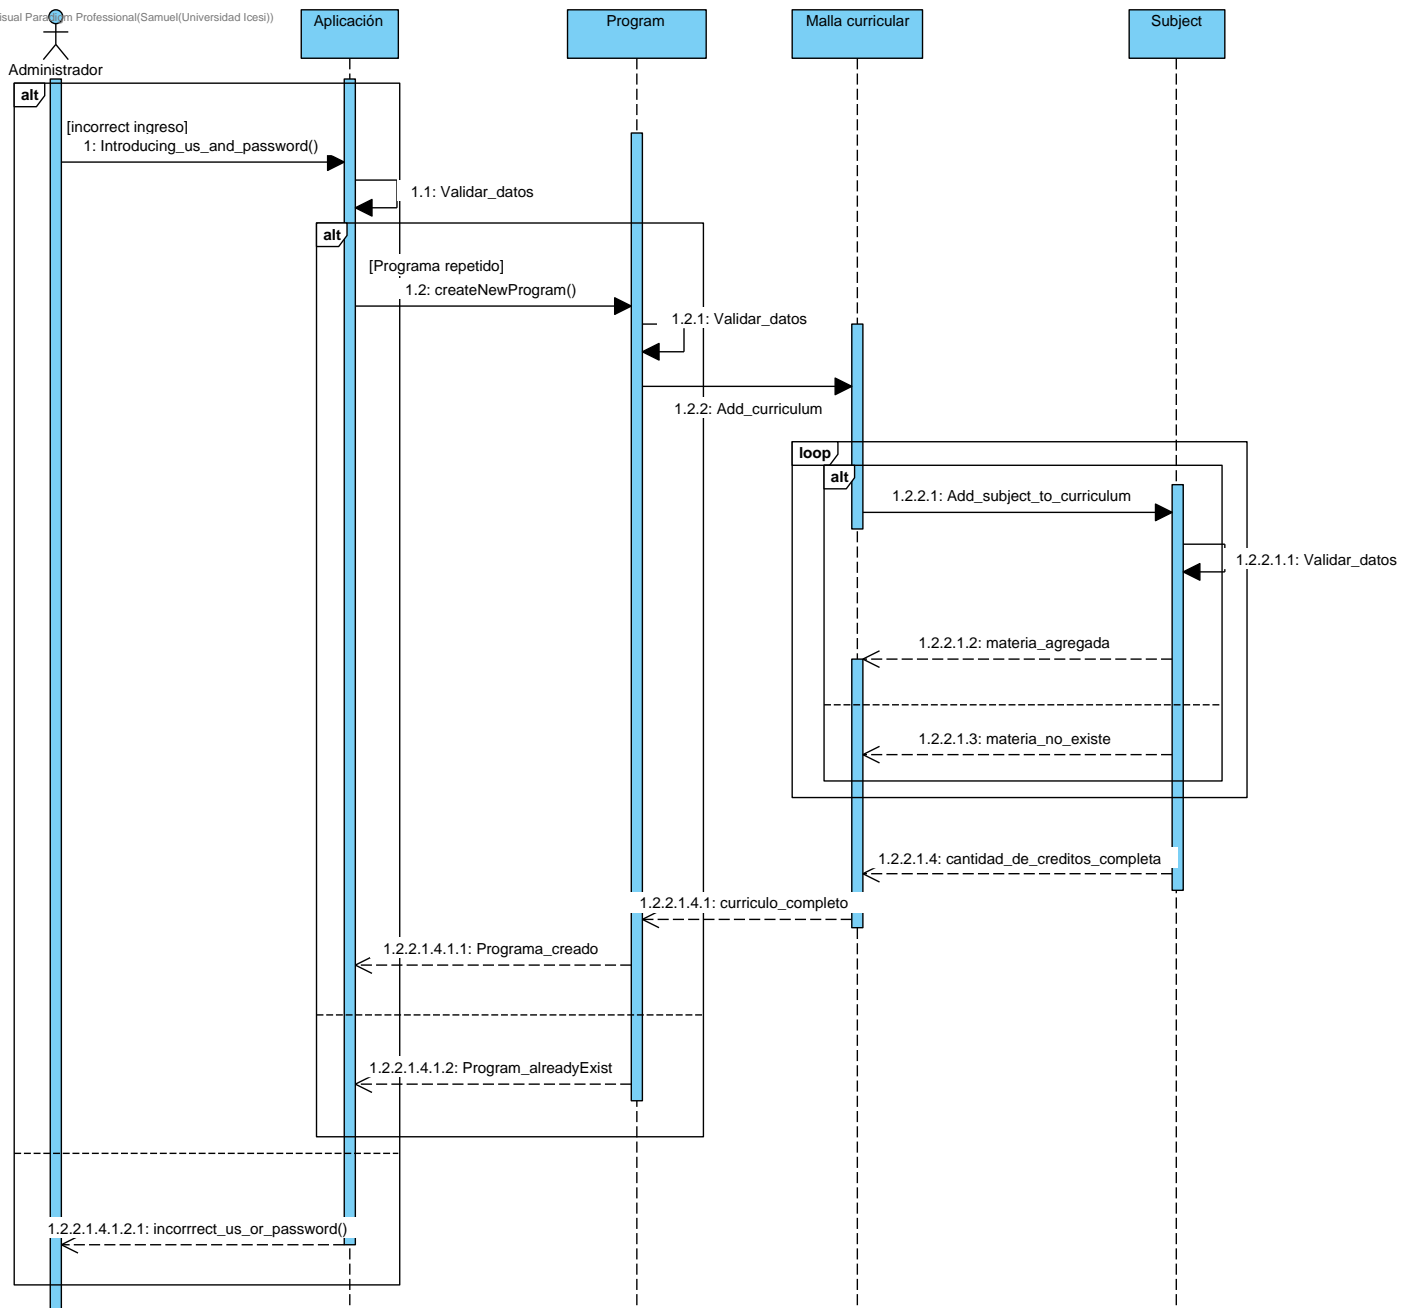 isual Paradigm Professional(Samuel(Universidad Icesi))
Aplicación
Program
Malla curricular
Subject
Administrador
alt
[incorrect ingreso]
1: Introducing_us_and_password()
1.1: Validar_datos
alt
[Programa repetido]
1.2: createNewProgram()
1.2.1: Validar_datos
1.2.2: Add_curriculum
loop
alt
1.2.2.1: Add_subject_to_curriculum
1.2.2.1.1: Validar_datos
1.2.2.1.2: materia_agregada
1.2.2.1.3: materia_no_existe
1.2.2.1.4: cantidad_de_creditos_completa
1.2.2.1.4.1: curriculo_completo
1.2.2.1.4.1.1: Programa_creado
1.2.2.1.4.1.2: Program_alreadyExist
1.2.2.1.4.1.2.1: incorrrect_us_or_password()